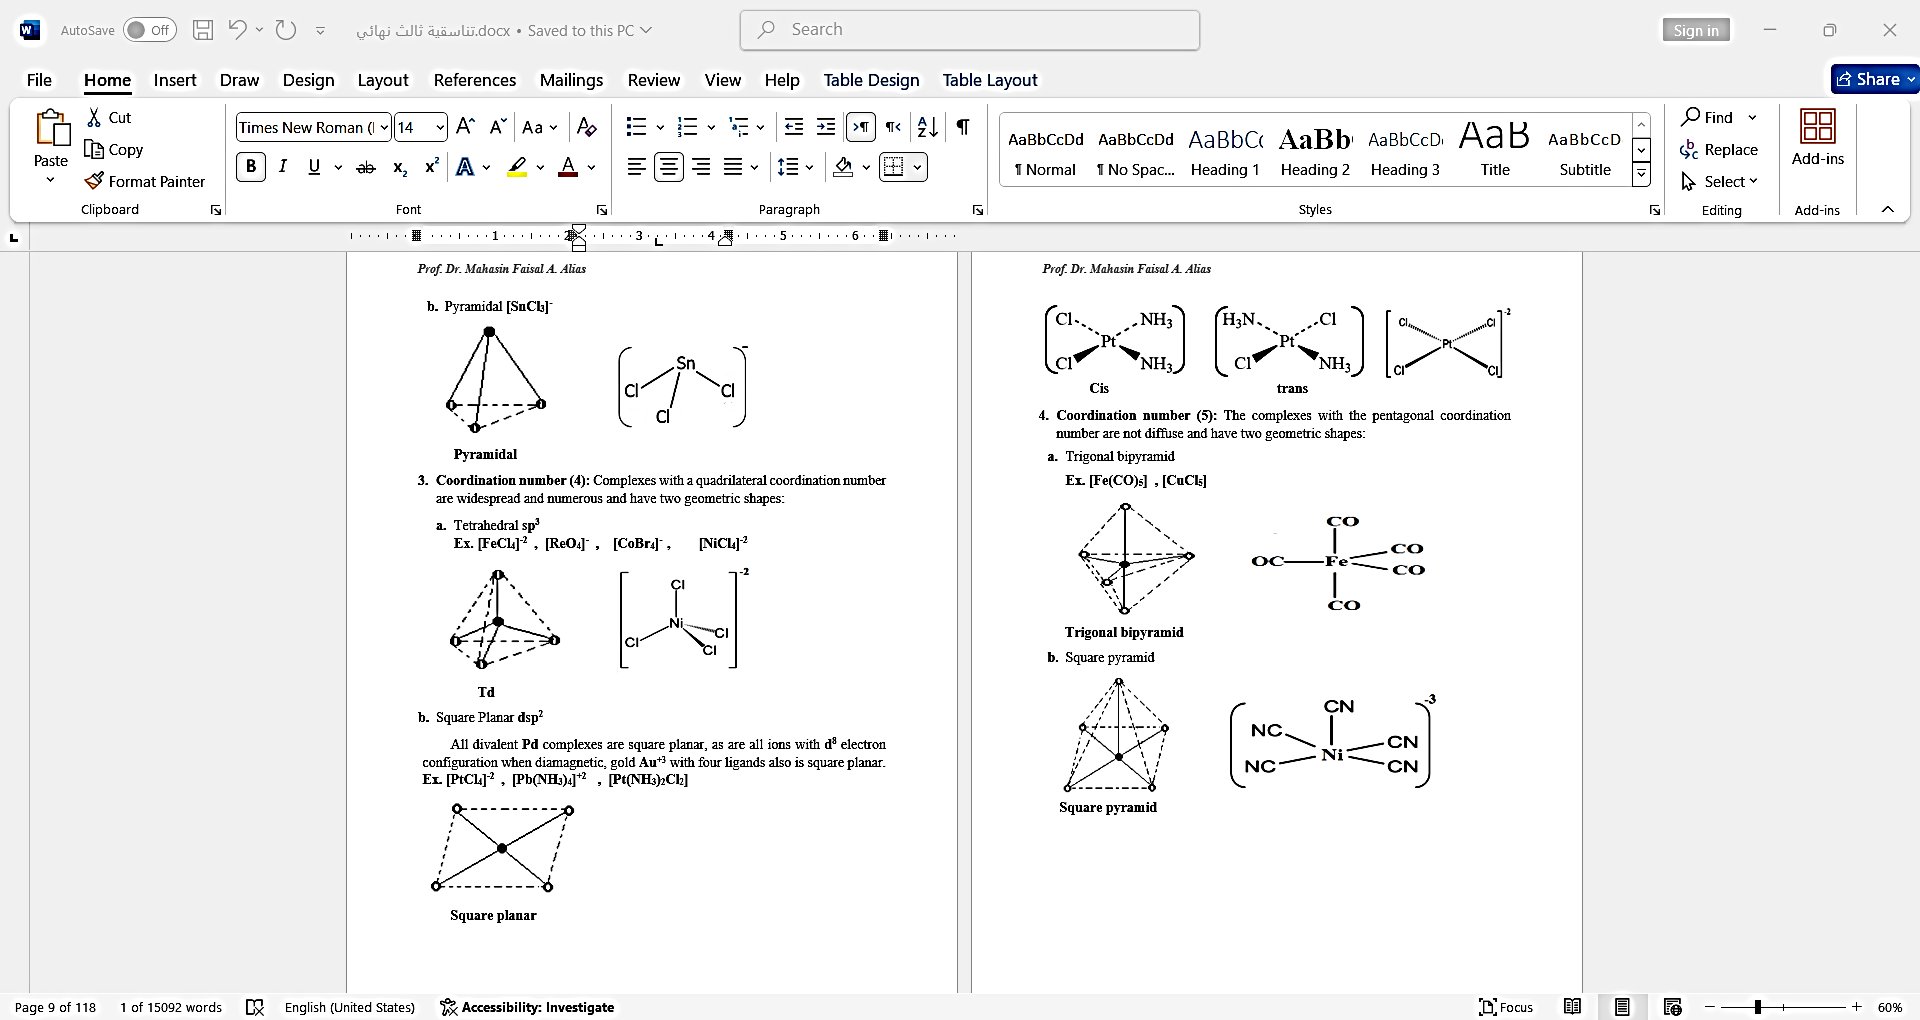 AutoSave Off تناسقية ثالث نهائي.docx • Saved to this PC
Search
Sign in
File Home Insert Draw Design Layout References Mailings Review View Help Table Design Table Layout Share
Paste
Cut
Copy
Format Painter
Clipboard
Times New Roman (I 14
Font
Paragraph
AaBbCcDd AaBbCcDd AaBbC AaBb AaBbCcD AaB AaBbCcD
¶ Normal ¶ No Spac... Heading 1 Heading 2 Heading 3 Title Subtitle
Styles
Find
Replace
Select
Editing
Add-ins
Add-ins
1 2 3 4 5 6
Prof. Dr. Mahasin Faisal A. Alias
b. Pyramidal [SnCl₃]⁻
Sn
Cl Cl
Cl
-
Pyramidal
3. Coordination number (4): Complexes with a quadrilateral coordination number
are widespread and numerous and have two geometric shapes:
a. Tetrahedral sp³
Ex. [FeCl₄]⁻² , [ReO₄]⁻ , [CoBr₄]⁻ , [NiCl₄]⁻²
-2
Cl
Ni
Cl Cl
Cl
Td
b. Square Planar dsp²
All divalent Pd complexes are square planar, as are all ions with d⁸ electron
configuration when diamagnetic, gold Au⁺³ with four ligands also is square planar.
Ex. [PtCl₄]⁻² , [Pb(NH₃)₄]⁺² , [Pt(NH₃)₂Cl₂]
Square planar
Prof. Dr. Mahasin Faisal A. Alias
Cl NH₃
Pt
Cl NH₃
Cis
H₃N Cl
Pt
Cl NH₃
trans
-2
Cl Cl
Pt
Cl Cl
4. Coordination number (5): The complexes with the pentagonal coordination
number are not diffuse and have two geometric shapes:
a. Trigonal bipyramid
Ex. [Fe(CO)₅] , [CuCl₅]
CO
CO
OC Fe
CO
CO
Trigonal bipyramid
b. Square pyramid
-3
CN
NC CN
Ni
NC CN
Square pyramid
Page 9 of 118 1 of 15092 words English (United States) Accessibility: Investigate Focus 60%